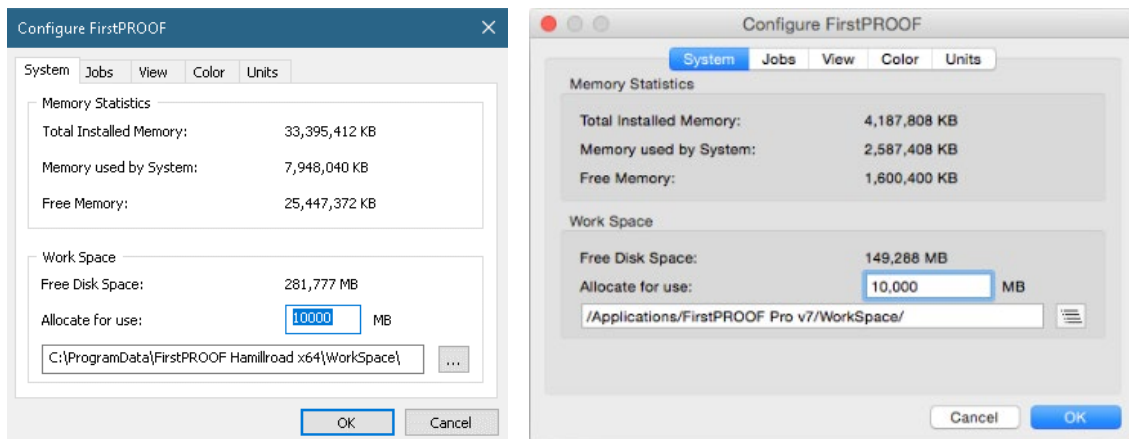 Configure FirstPROOF
System Jobs View Color Units
Memory Statistics
Total Installed Memory: 33,395,412 KB
Memory used by System: 7,948,040 KB
Free Memory: 25,447,372 KB
Work Space
Free Disk Space: 281,777 MB
Allocate for use: 10000 MB
C:\ProgramData\FirstPROOF Hamillroad x64\WorkSpace\ ...
OK Cancel
Configure FirstPROOF
System Jobs View Color Units
Memory Statistics
Total Installed Memory: 4,187,808 KB
Memory used by System: 2,587,408 KB
Free Memory: 1,600,400 KB
Work Space
Free Disk Space: 149,288 MB
Allocate for use: 10,000 MB
/Applications/FirstPROOF Pro v7/WorkSpace/
Cancel OK